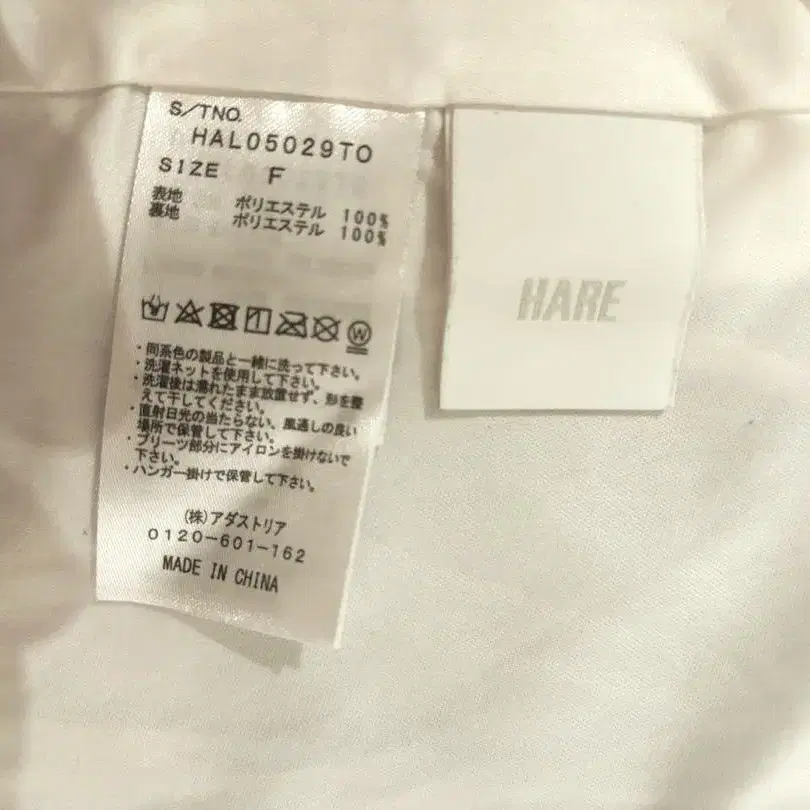 S/TNO.
HAL05029TO
SIZE F
表地 ポリエステル 100%
裏地 ポリエステル 100%
W
・同系色の製品と一緒に洗って下さい。
・洗濯ネットを使用して下さい。
・洗濯後は濡れたまま放置せず、形を整
えて干してください。
・直射日光の当たらない、風通しの良い
場所で保管して下さい。
・プリーツ部分にアイロンを掛けないで
下さい。
・ハンガー掛けで保管して下さい。
(株)アダストリア
0120-601-162
MADE IN CHINA
HARE